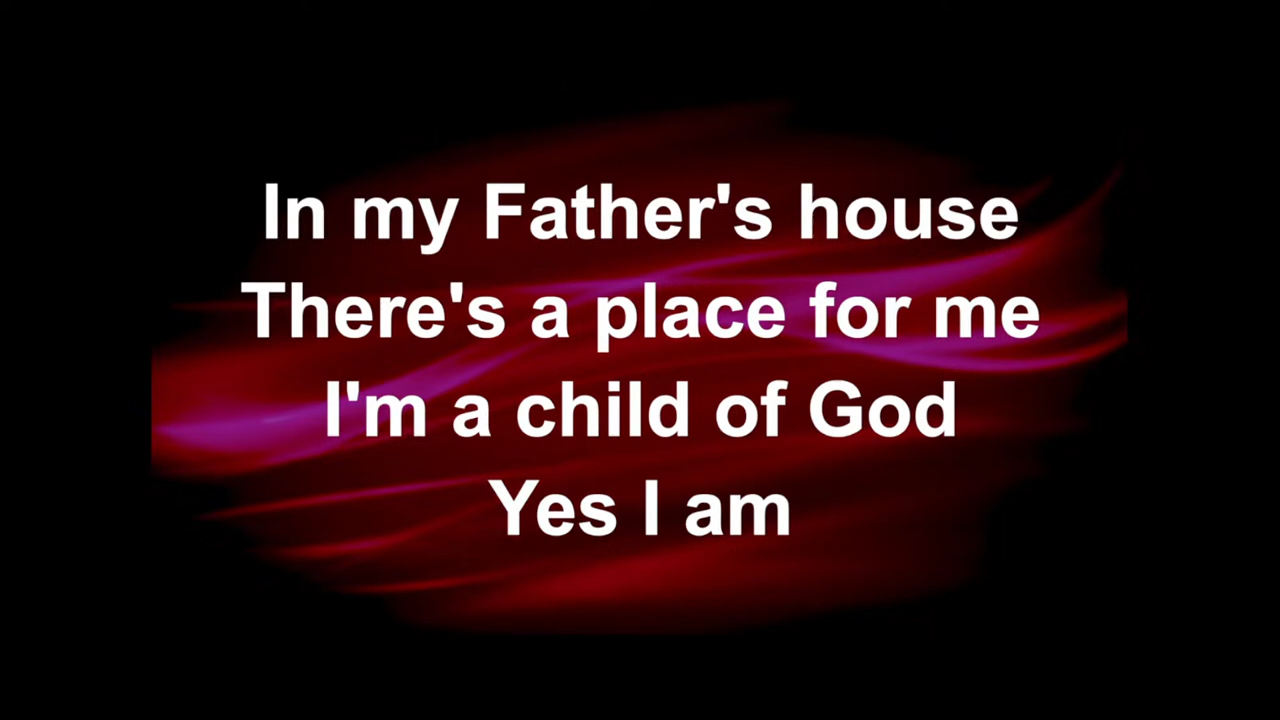 In my Father's house
There's a place for me
I'm a child of God
Yes I am